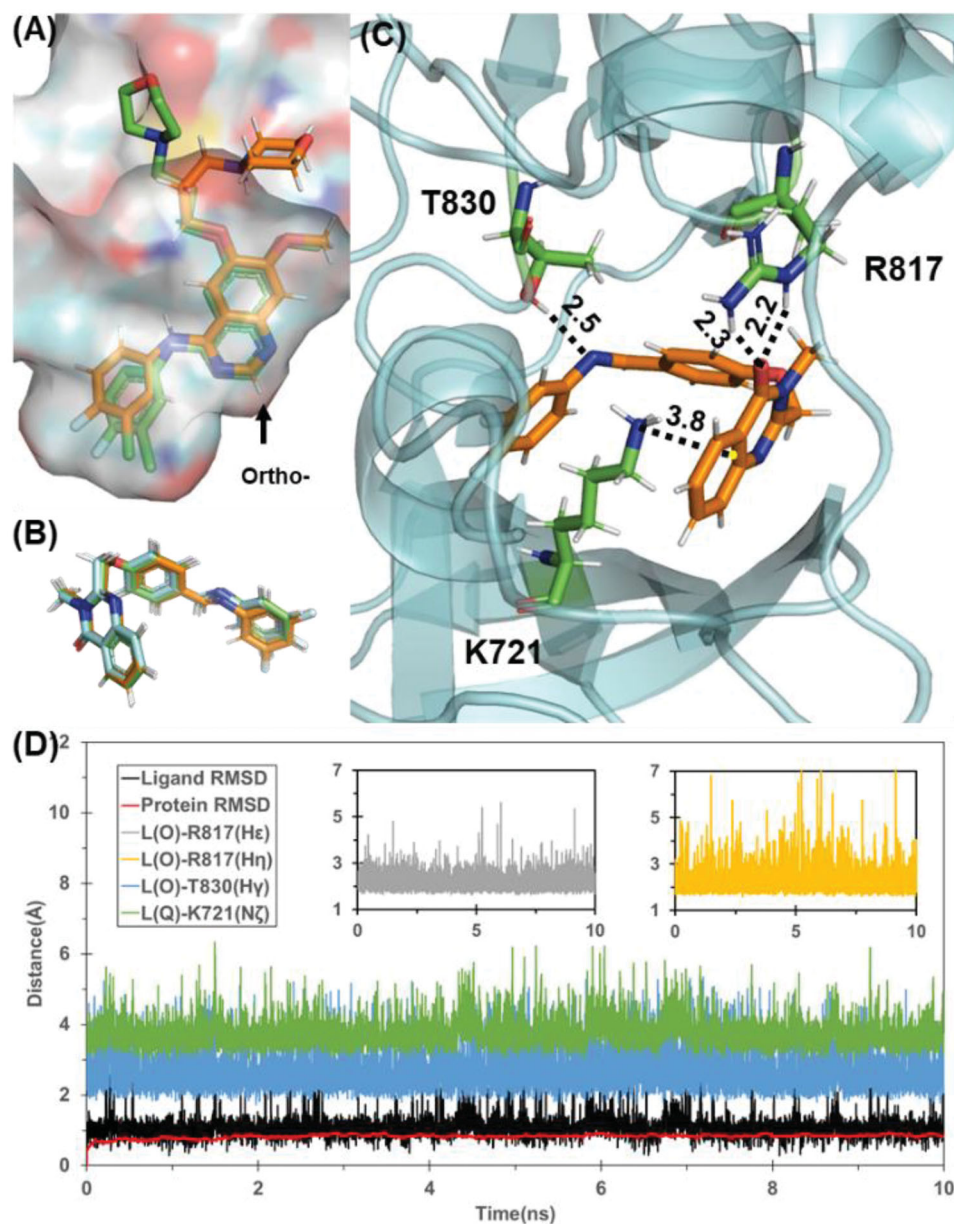 (A)
Ortho-
(B)
(C)
T830
R817
2.5
2.3
2.2
3.8
K721
(D)
12
10
8
6
4
2
0
Distance(Å)
Ligand RMSD
Protein RMSD
L(O)-R817(Hε)
L(O)-R817(Hη)
L(O)-T830(Hγ)
L(Q)-K721(Nζ)
7
5
3
1
0 5 10
7
5
3
1
0 5 10
0 2 4 6 8 10
Time(ns)